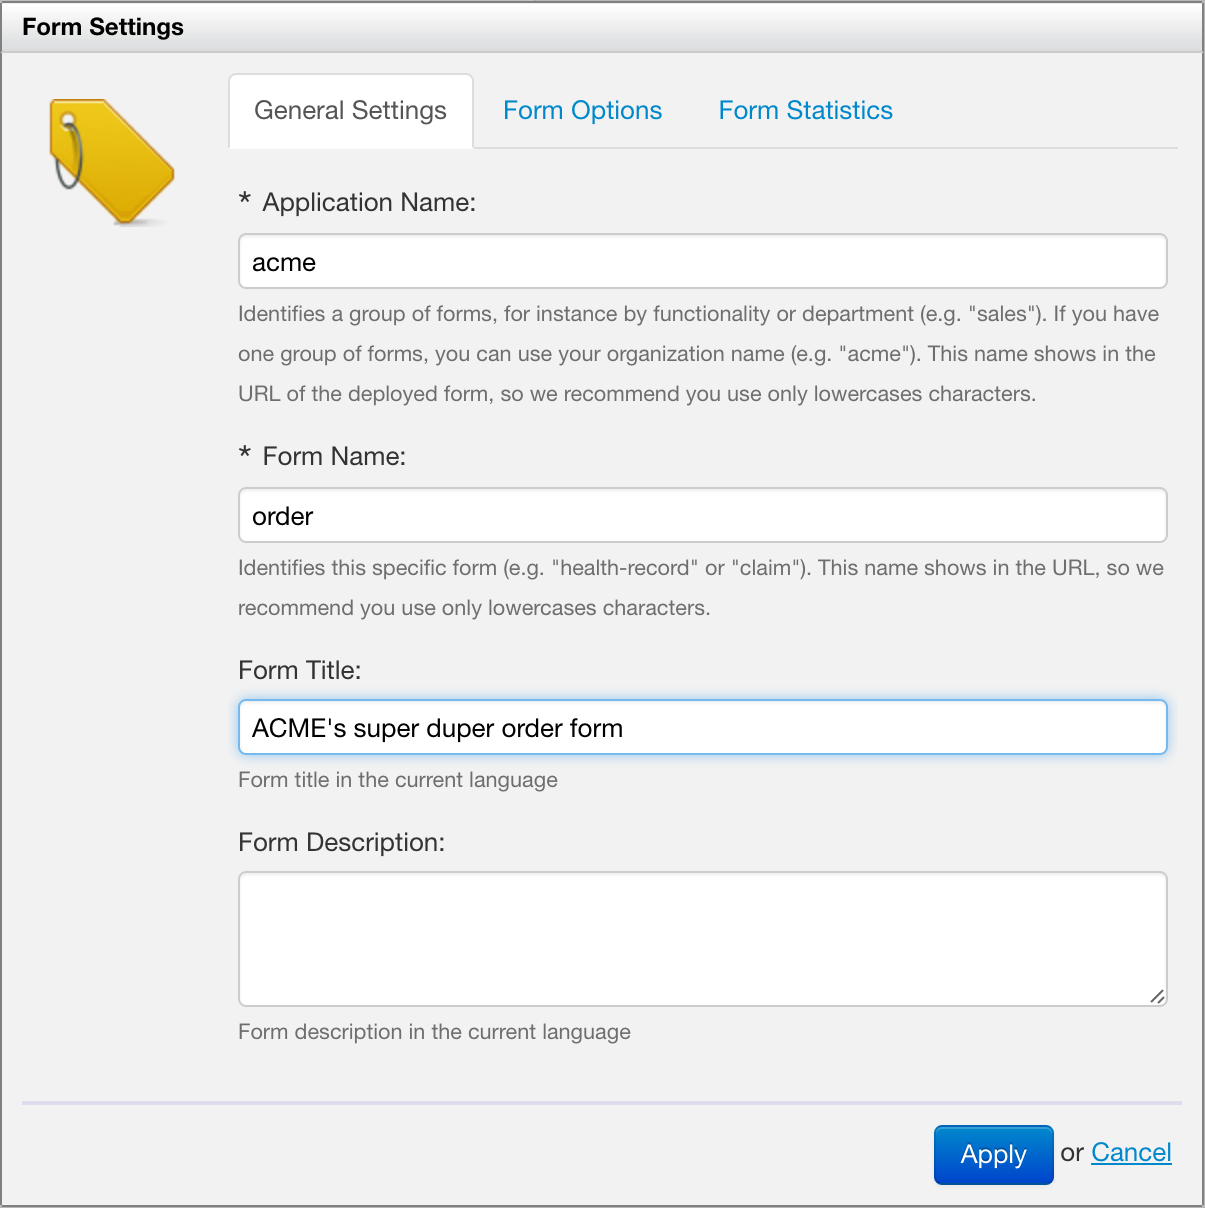 Form Settings
General Settings
Form Options
Form Statistics
* Application Name:
acme
Identifies a group of forms, for instance by functionality or department (e.g. "sales"). If you have
one group of forms, you can use your organization name (e.g. "acme"). This name shows in the
URL of the deployed form, so we recommend you use only lowercases characters.
* Form Name:
order
Identifies this specific form (e.g. "health-record" or "claim"). This name shows in the URL, so we
recommend you use only lowercases characters.
Form Title:
ACME's super duper order form
Form title in the current language
Form Description:
Form description in the current language
Apply or Cancel